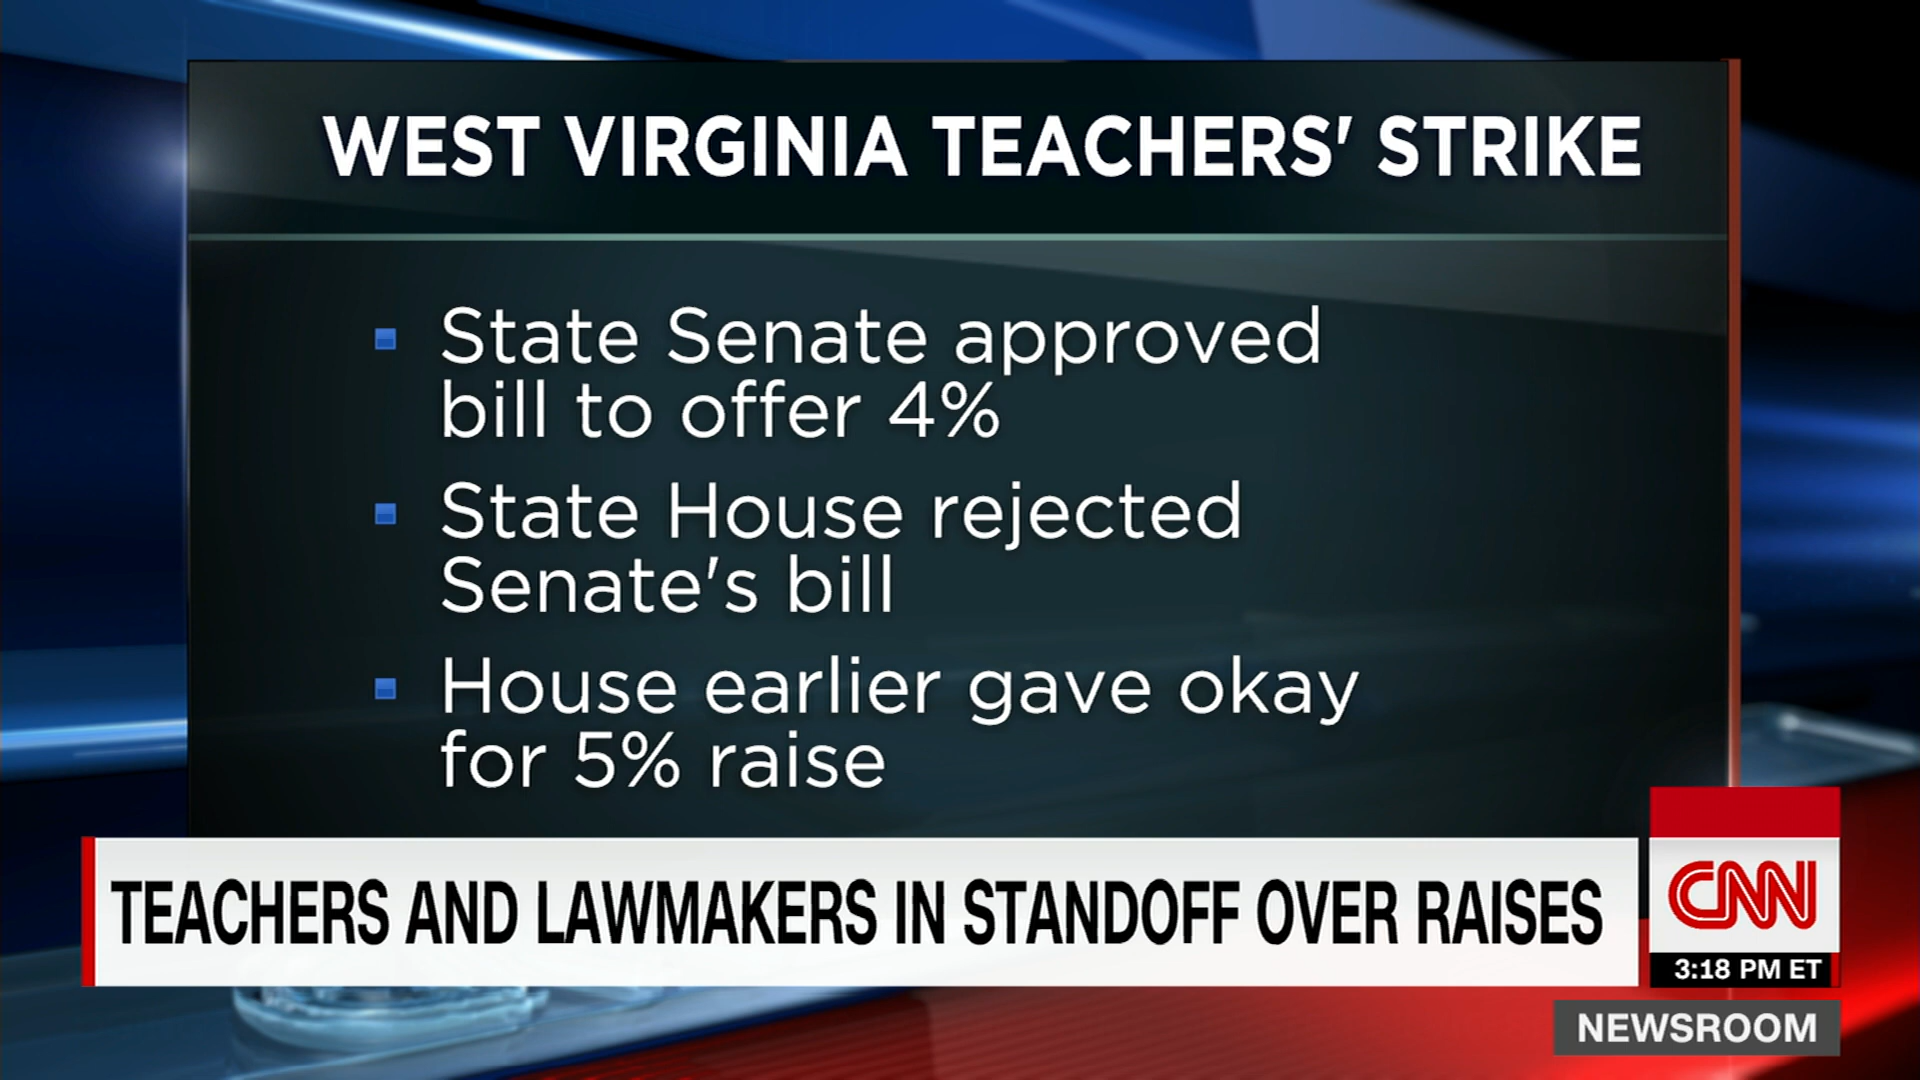 WEST VIRGINIA TEACHERS' STRIKE
State Senate approved
bill to offer 4%
State House rejected
Senate's bill
House earlier gave okay
for 5% raise
TEACHERS AND LAWMAKERS IN STANDOFF OVER RAISES
CNN
3:18 PM ET
NEWSROOM